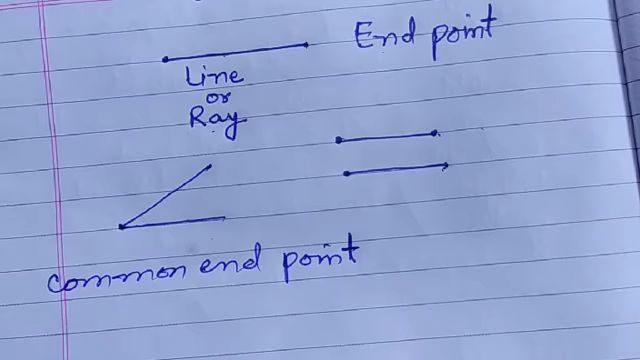 End point
Line
or
Ray
common end point